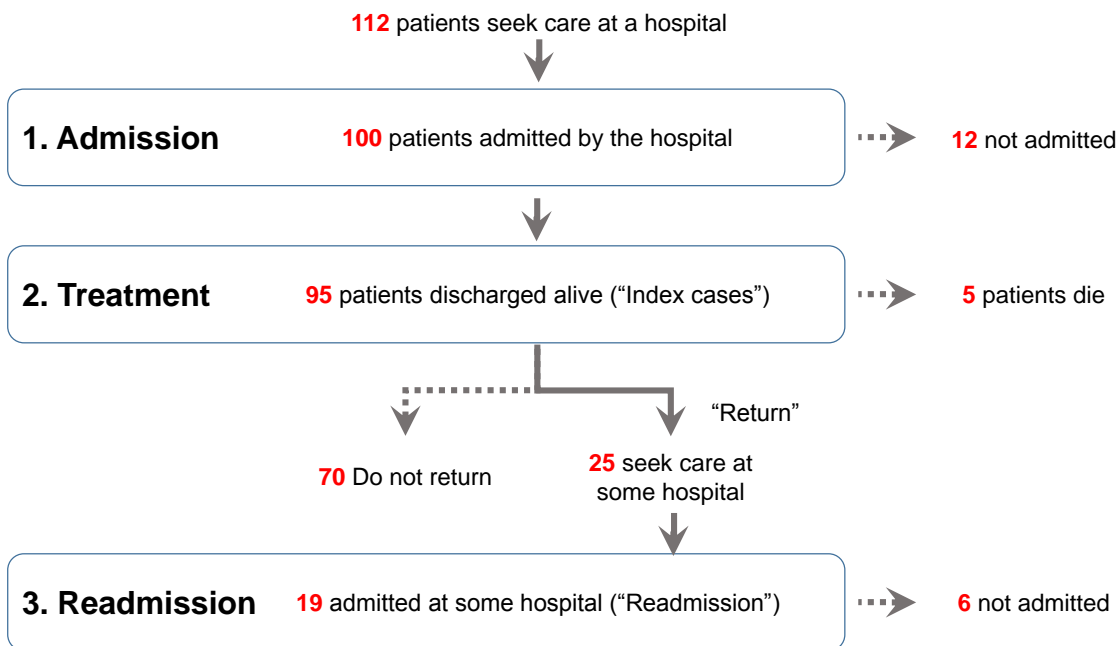 112 patients seek care at a hospital
1. Admission
100 patients admitted by the hospital
12 not admitted
2. Treatment
95 patients discharged alive (“Index cases”)
5 patients die
“Return”
70 Do not return
25 seek care at
some hospital
3. Readmission
19 admitted at some hospital (“Readmission”)
6 not admitted